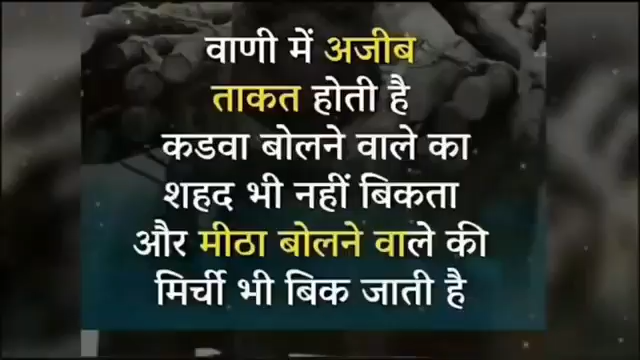 वाणी में अजीब
ताकत होती है
कडवा बोलने वाले का
शहद भी नहीं बिकता
और मीठा बोलने वाले की
मिर्ची भी बिक जाती है